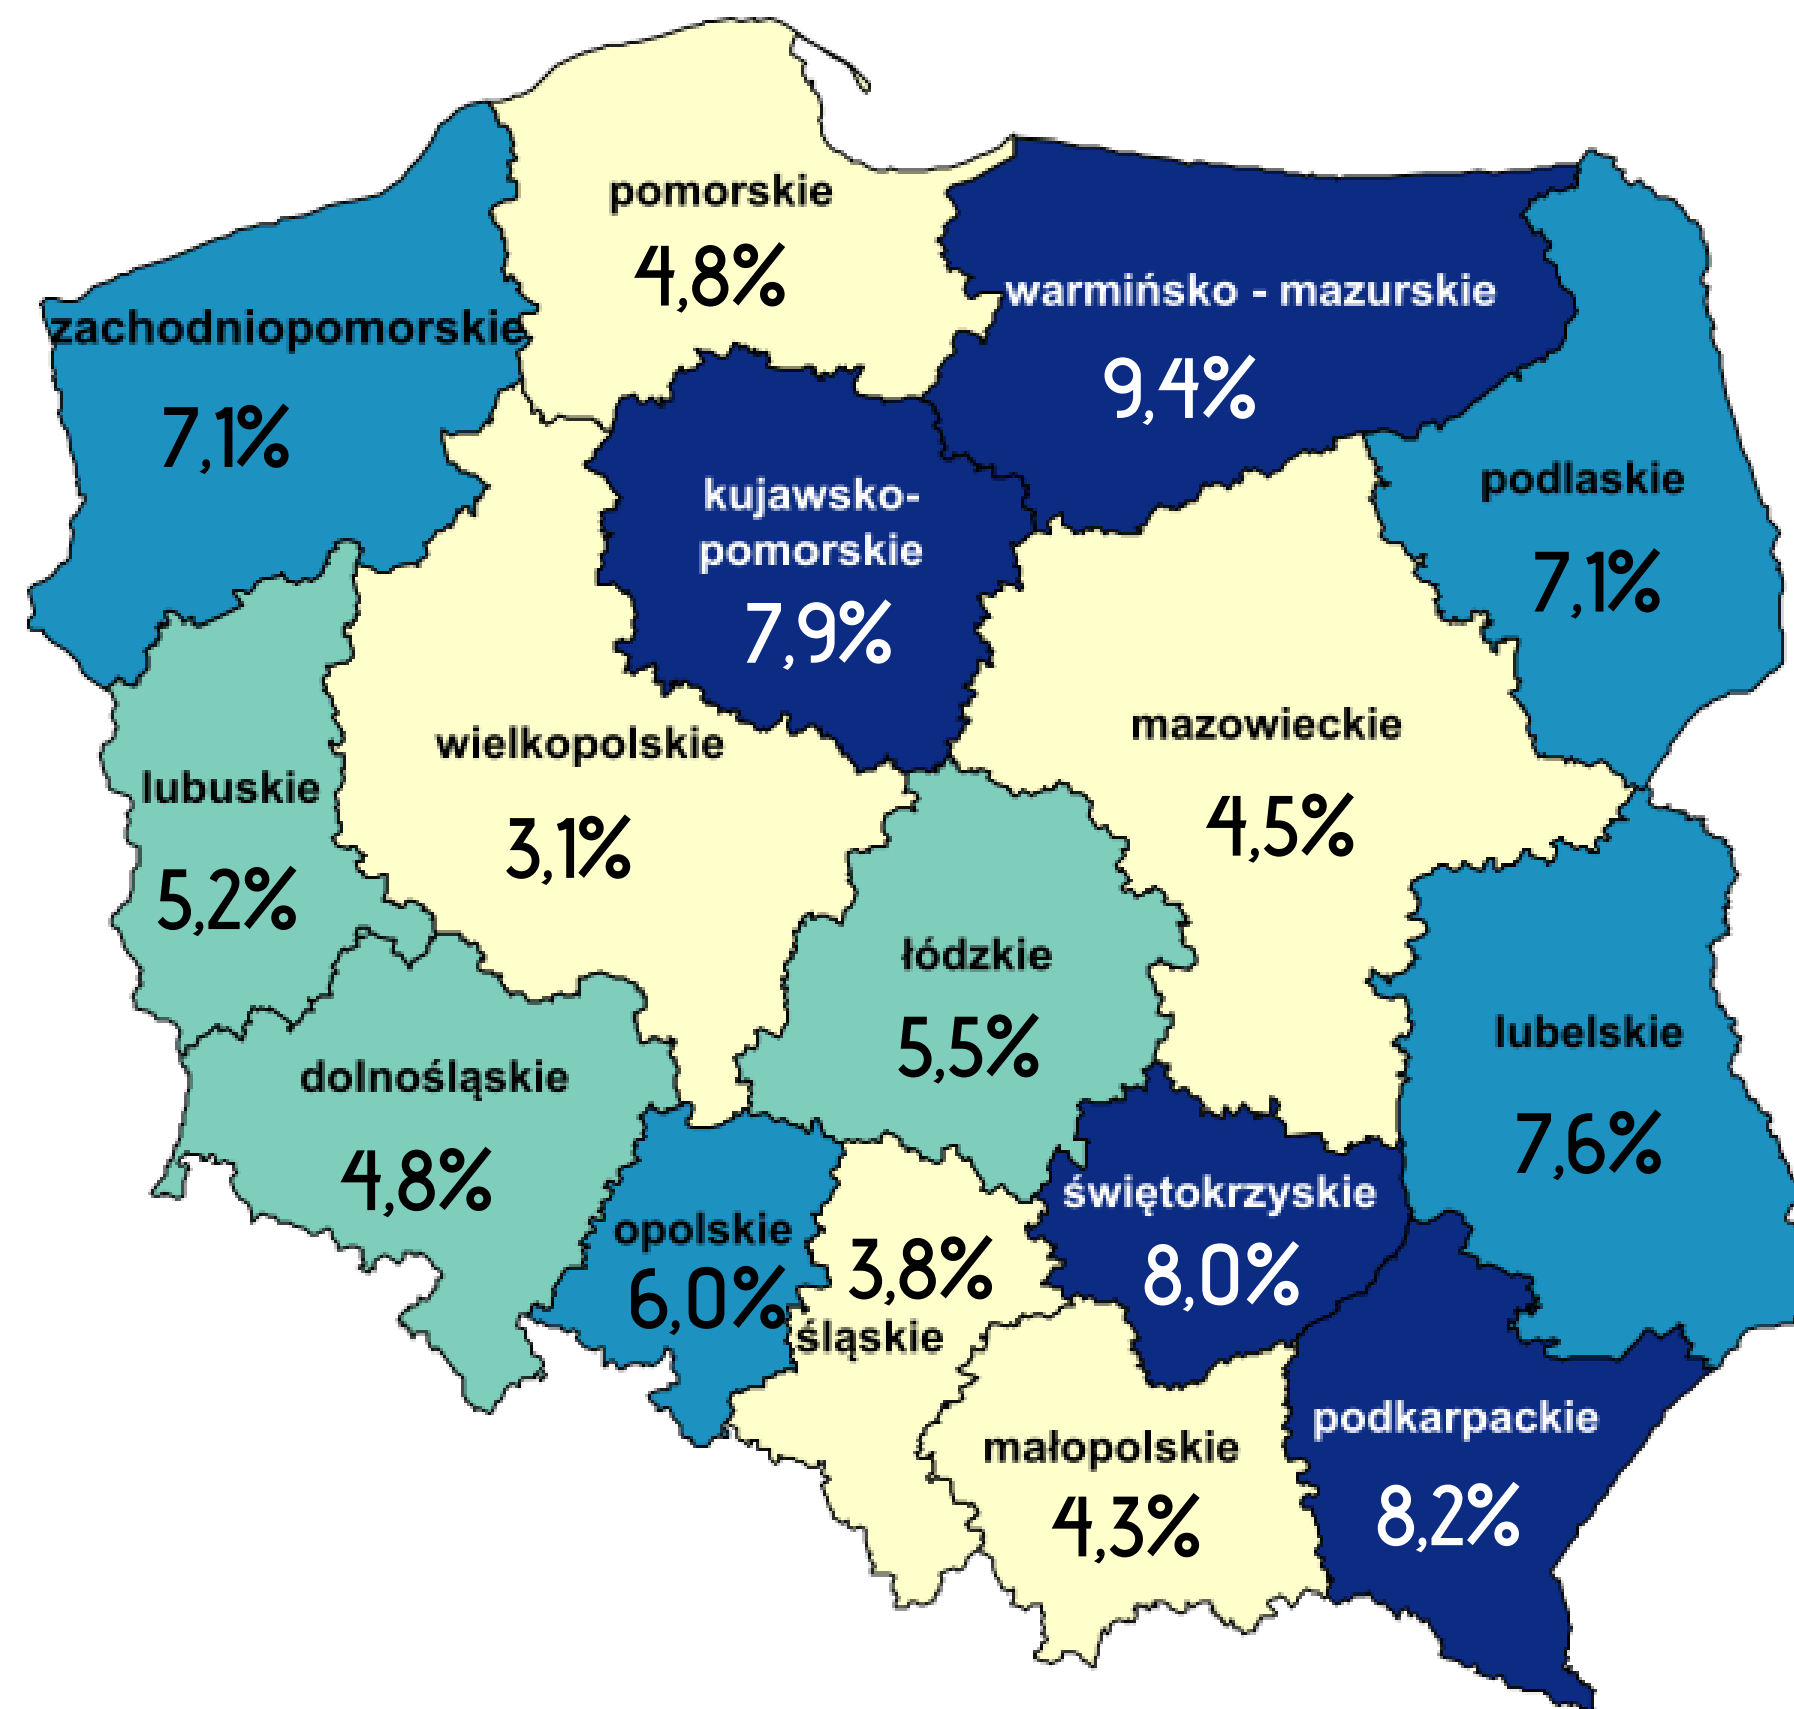 pomorskie
4,8%
warmińsko - mazurskie
9,4%
zachodniopomorskie
7,1%
kujawsko-
pomorskie
7,9%
podlaskie
7,1%
wielkopolskie
3,1%
mazowieckie
4,5%
lubuskie
5,2%
łódzkie
5,5%
lubelskie
7,6%
dolnośląskie
4,8%
świętokrzyskie
8,0%
opolskie
6,0%
3,8%
śląskie
małopolskie
4,3%
podkarpackie
8,2%